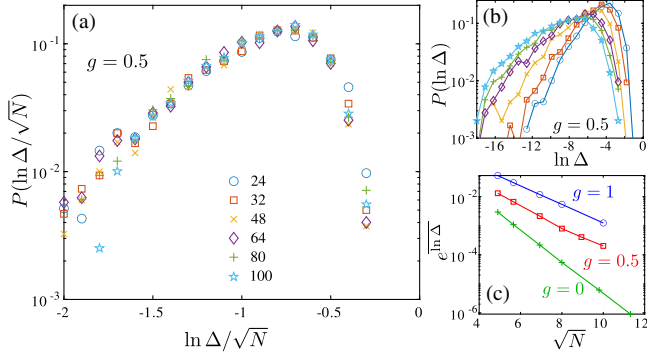 (a)
g = 0.5
P(ln Δ/√N)
10^-1
10^-2
10^-3
24
32
48
64
80
100
-2 -1.5 -1 -0.5 0
ln Δ/√N
(b)
P(ln Δ)
10^-1
10^-2
10^-3
g = 0.5
-16 -12 -8 -4 0
ln Δ
(c)
e^{\overline{ln Δ}}
10^-2
10^-4
10^-6
g = 1
g = 0.5
g = 0
4 6 8 10
√N